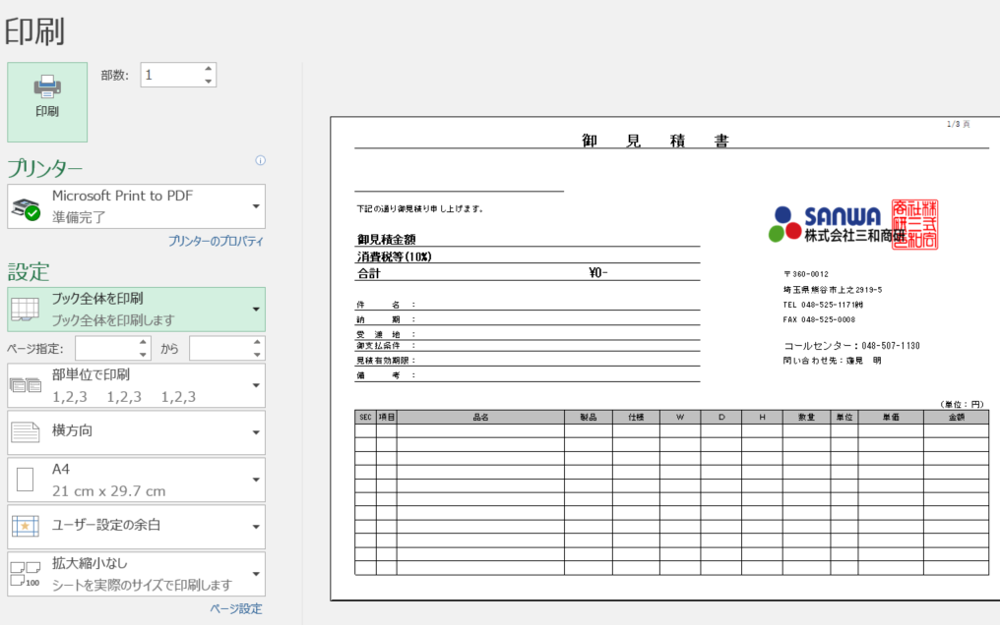 印刷
印刷
部数: 1
プリンター
Microsoft Print to PDF
準備完了
プリンターのプロパティ
設定
ブック全体を印刷
ブック全体を印刷します
ページ指定: から
部単位で印刷
1,2,3 1,2,3 1,2,3
横方向
A4
21 cm x 29.7 cm
ユーザー設定の余白
拡大縮小なし
100
シートを実際のサイズで印刷します
ページ設定
1/3 頁
御 見 積 書
下記の通り御見積り申し上げます。
御見積金額
消費税等(10%)
合計 ¥0-
件 名 :
納 期 :
受 渡 地 :
御支払条件 :
見積有効期限:
備 考 :
SANWA
株式会社三和商研
株式会社三和商研
〒360-0012
埼玉県熊谷市上之2919-5
TEL 048-525-1171㈹
FAX 048-525-0008
コールセンター:048-507-1130
問い合わせ先:蓮見 明
(単位:円)
SEC 項目 品名 製品 仕様 W D H 数量 単位 単価 金額